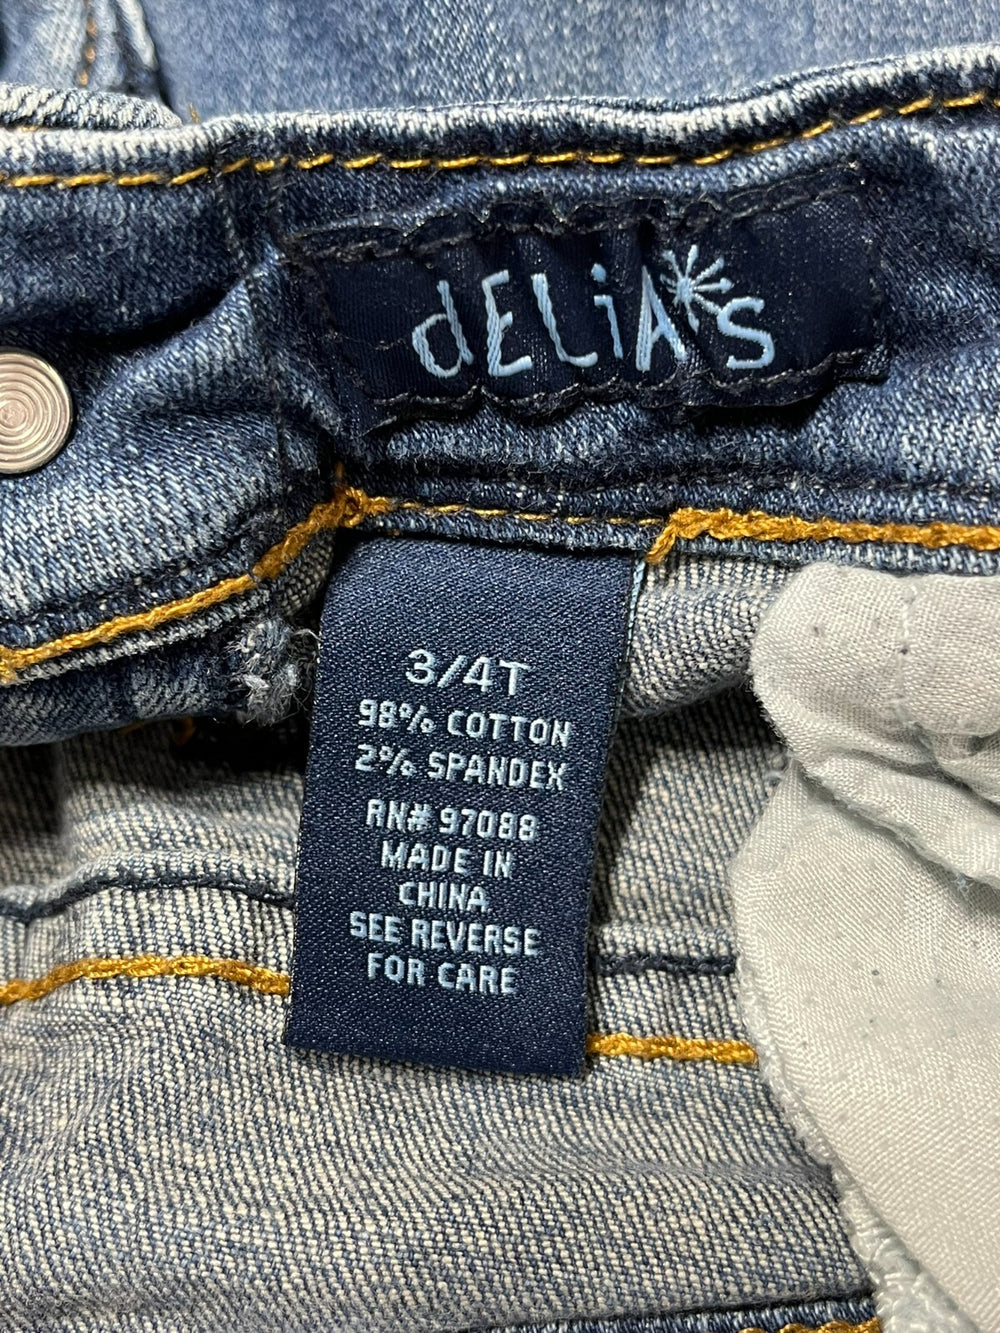 dELiA*S
3/4T
98% COTTON
2% SPANDEX
RN# 97088
MADE IN
CHINA
SEE REVERSE
FOR CARE